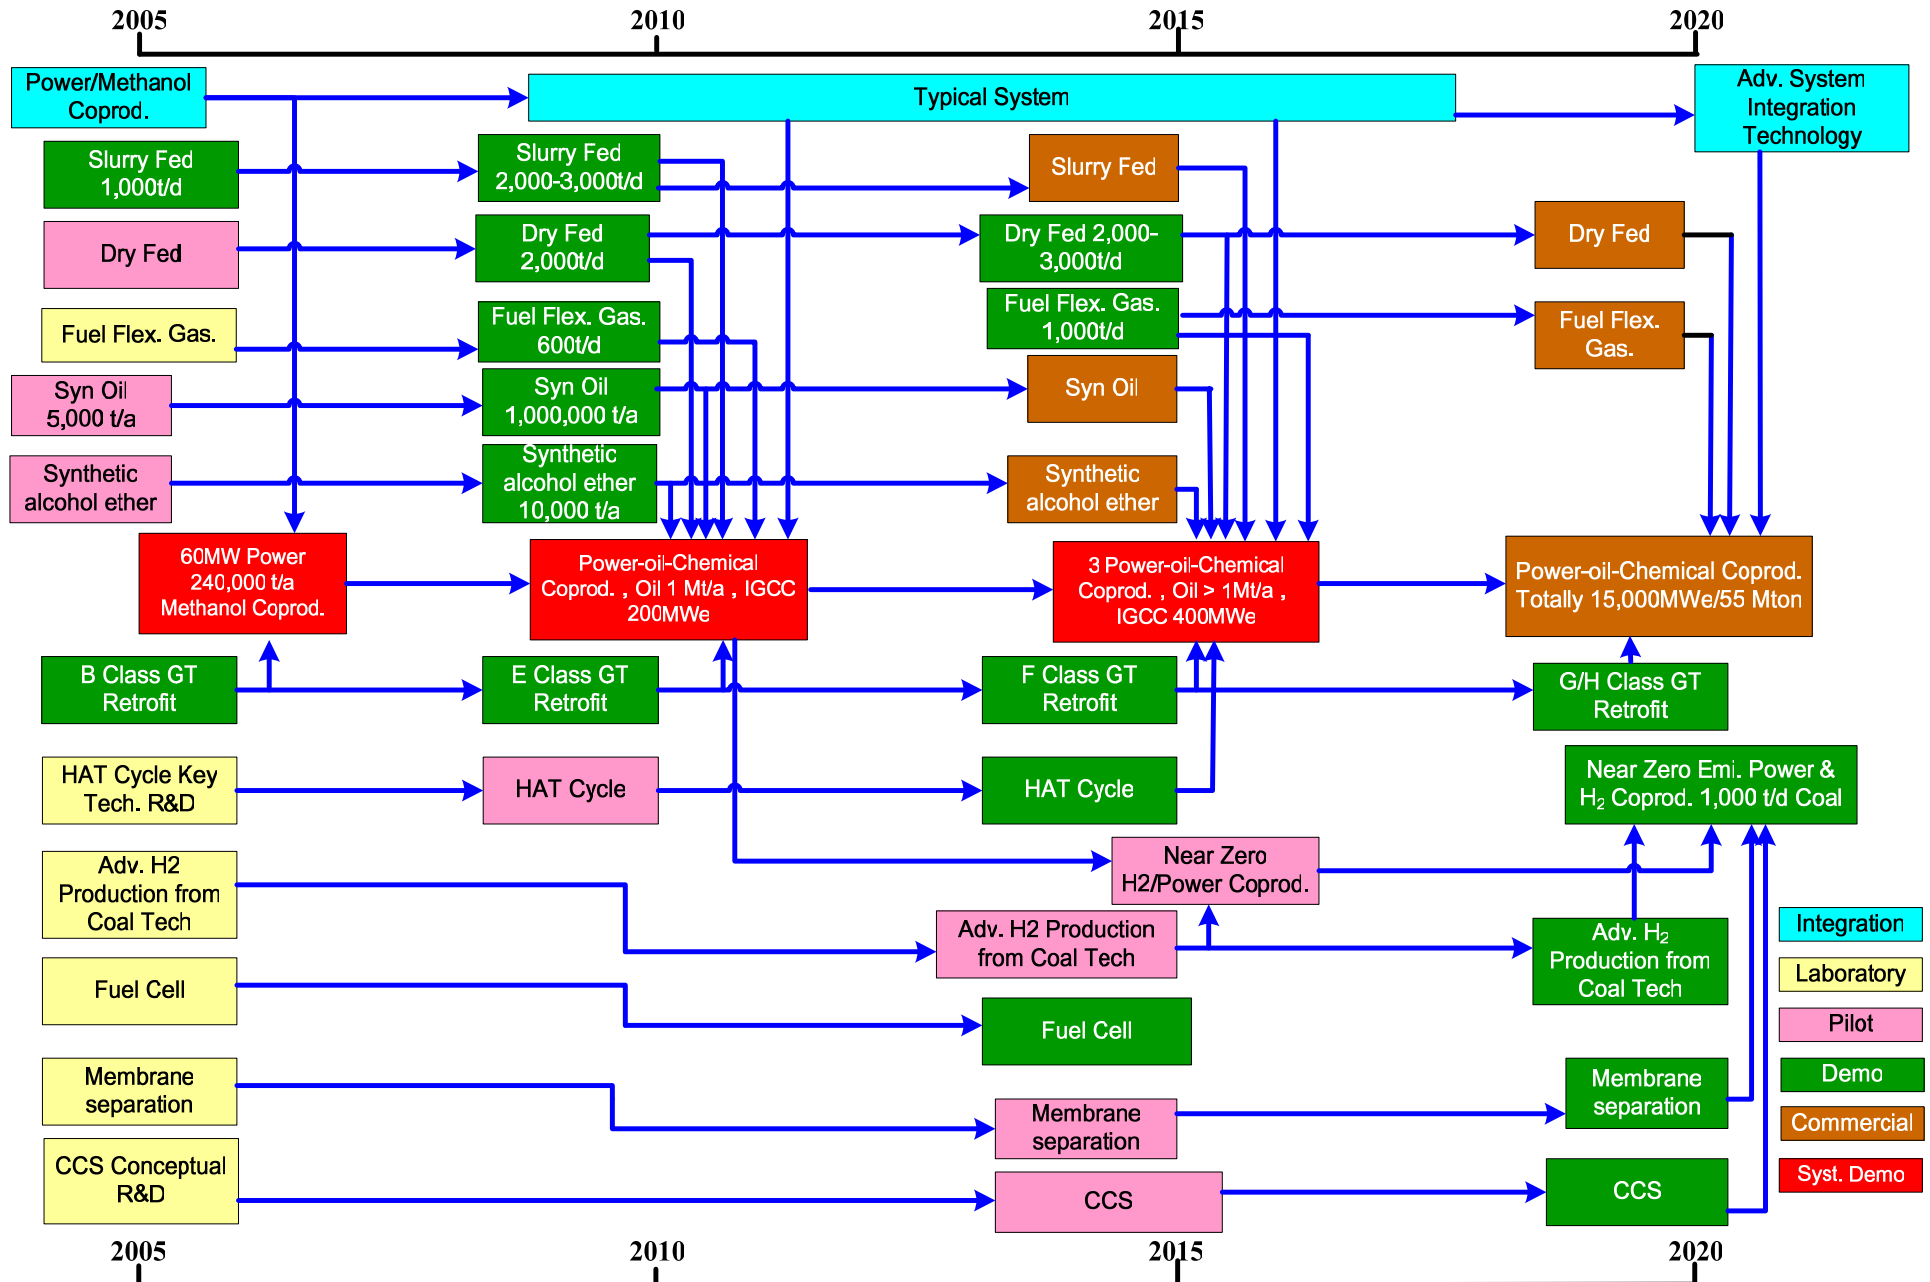 2005
2010
2015
2020
Power/Methanol
Coprod.
Typical System
Adv. System
Integration
Technology
Slurry Fed
1,000t/d
Slurry Fed
2,000-3,000t/d
Slurry Fed
Dry Fed
Dry Fed
2,000t/d
Dry Fed 2,000-
3,000t/d
Dry Fed
Fuel Flex. Gas.
Fuel Flex. Gas.
600t/d
Fuel Flex. Gas.
1,000t/d
Fuel Flex.
Gas.
Syn Oil
5,000 t/a
Syn Oil
1,000,000 t/a
Syn Oil
Synthetic
alcohol ether
Synthetic
alcohol ether
10,000 t/a
Synthetic
alcohol ether
60MW Power
240,000 t/a
Methanol Coprod.
Power-oil-Chemical
Coprod. , Oil 1 Mt/a , IGCC
200MWe
3 Power-oil-Chemical
Coprod. , Oil > 1Mt/a ,
IGCC 400MWe
Power-oil-Chemical Coprod.
Totally 15,000MWe/55 Mton
B Class GT
Retrofit
E Class GT
Retrofit
F Class GT
Retrofit
G/H Class GT
Retrofit
HAT Cycle Key
Tech. R&D
HAT Cycle
HAT Cycle
Near Zero Emi. Power &
H₂ Coprod. 1,000 t/d Coal
Adv. H2
Production from
Coal Tech
Near Zero
H2/Power Coprod.
Adv. H2 Production
from Coal Tech
Adv. H₂
Production from
Coal Tech
Fuel Cell
Fuel Cell
Membrane
separation
Membrane
separation
Membrane
separation
CCS Conceptual
R&D
CCS
CCS
Integration
Laboratory
Pilot
Demo
Commercial
Syst. Demo
2005
2010
2015
2020